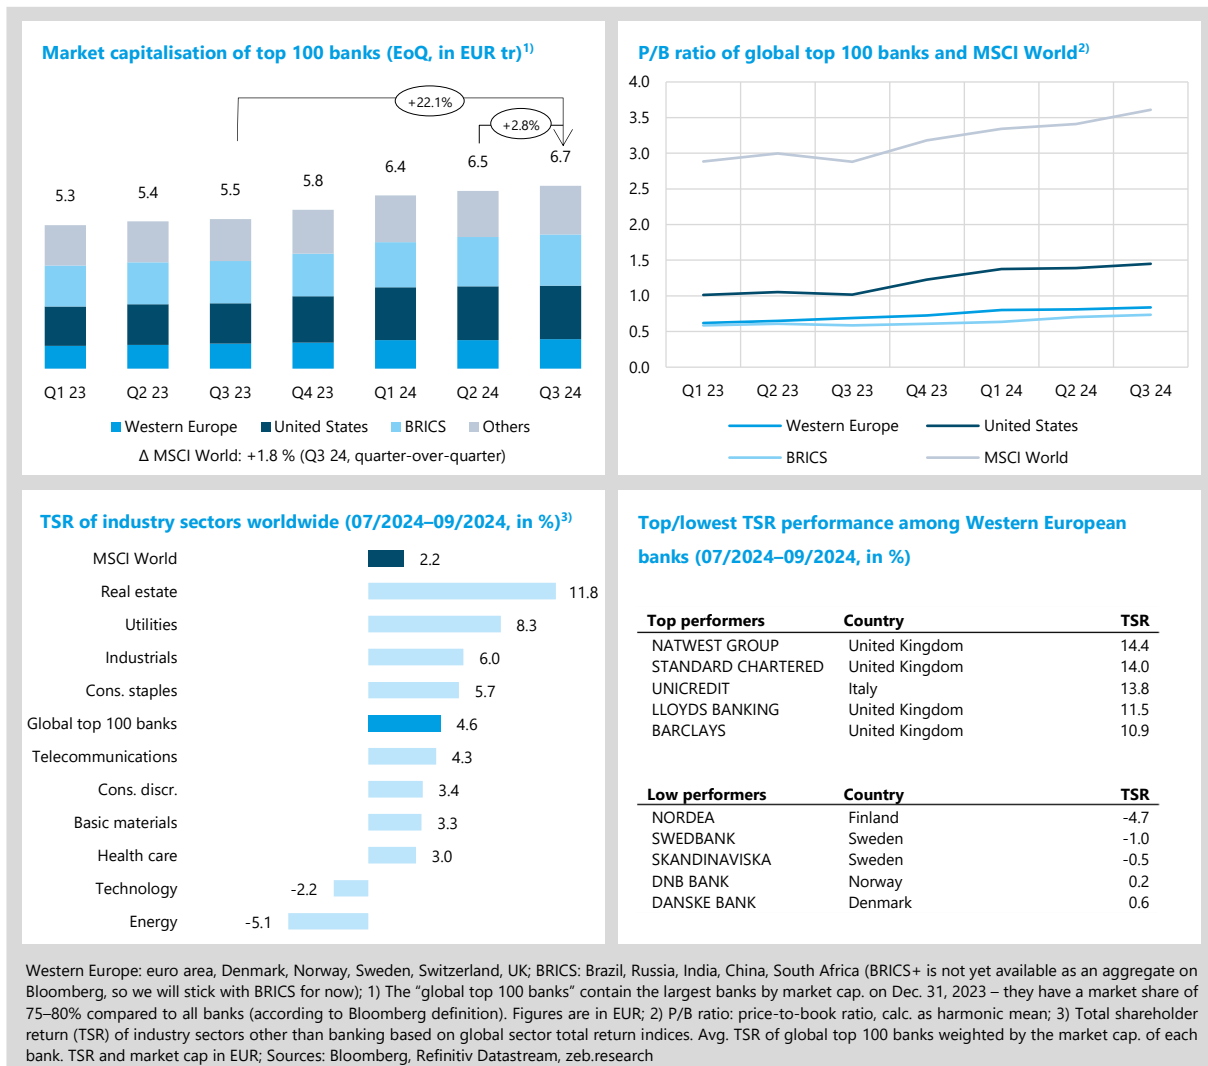 Market capitalisation of top 100 banks (EoQ, in EUR tr)1)
+22.1%
+2.8%
5.3
5.4
5.5
5.8
6.4
6.5
6.7
Q1 23
Q2 23
Q3 23
Q4 23
Q1 24
Q2 24
Q3 24
Western Europe
United States
BRICS
Others
Δ MSCI World: +1.8 % (Q3 24, quarter-over-quarter)
P/B ratio of global top 100 banks and MSCI World2)
4.0
3.5
3.0
2.5
2.0
1.5
1.0
0.5
0.0
Q1 23
Q2 23
Q3 23
Q4 23
Q1 24
Q2 24
Q3 24
Western Europe
United States
BRICS
MSCI World
TSR of industry sectors worldwide (07/2024–09/2024, in %)3)
MSCI World 2.2
Real estate 11.8
Utilities 8.3
Industrials 6.0
Cons. staples 5.7
Global top 100 banks 4.6
Telecommunications 4.3
Cons. discr. 3.4
Basic materials 3.3
Health care 3.0
Technology -2.2
Energy -5.1
Top/lowest TSR performance among Western European
banks (07/2024–09/2024, in %)
Top performers Country TSR
NATWEST GROUP United Kingdom 14.4
STANDARD CHARTERED United Kingdom 14.0
UNICREDIT Italy 13.8
LLOYDS BANKING United Kingdom 11.5
BARCLAYS United Kingdom 10.9
Low performers Country TSR
NORDEA Finland -4.7
SWEDBANK Sweden -1.0
SKANDINAVISKA Sweden -0.5
DNB BANK Norway 0.2
DANSKE BANK Denmark 0.6
Western Europe: euro area, Denmark, Norway, Sweden, Switzerland, UK; BRICS: Brazil, Russia, India, China, South Africa (BRICS+ is not yet available as an aggregate on
Bloomberg, so we will stick with BRICS for now); 1) The “global top 100 banks” contain the largest banks by market cap. on Dec. 31, 2023 – they have a market share of
75–80% compared to all banks (according to Bloomberg definition). Figures are in EUR; 2) P/B ratio: price-to-book ratio, calc. as harmonic mean; 3) Total shareholder
return (TSR) of industry sectors other than banking based on global sector total return indices. Avg. TSR of global top 100 banks weighted by the market cap. of each
bank. TSR and market cap in EUR; Sources: Bloomberg, Refinitiv Datastream, zeb.research